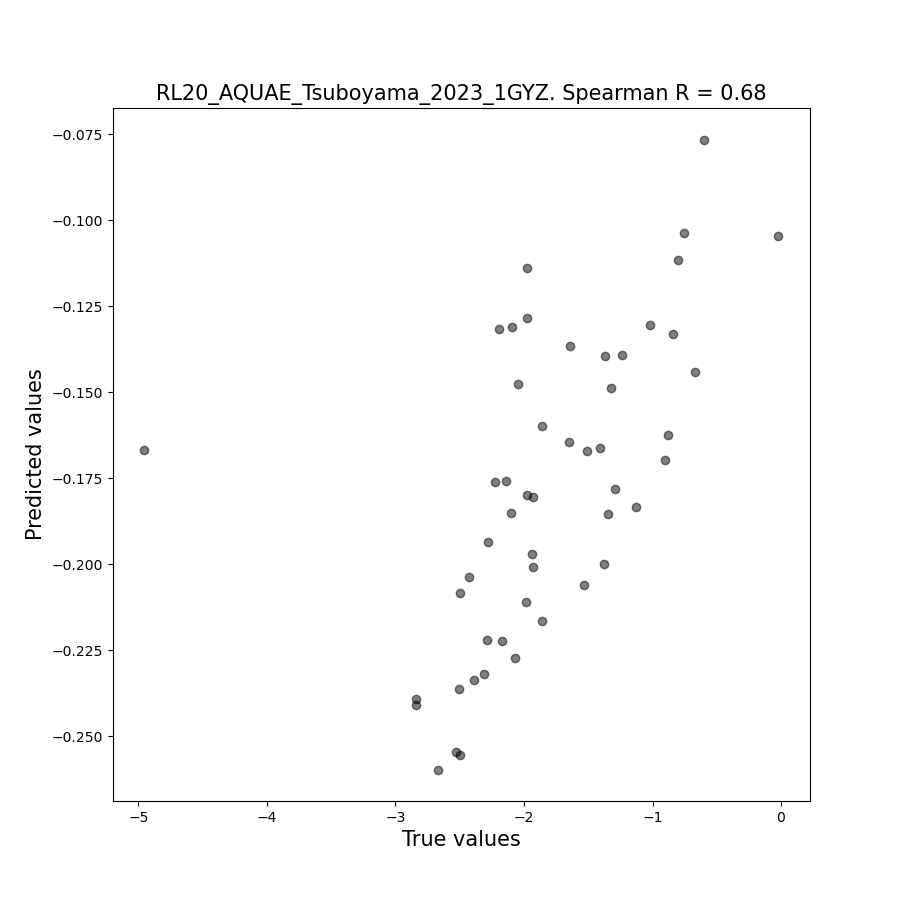 RL20_AQUAE_Tsuboyama_2023_1GYZ. Spearman R = 0.68
−0.075
−0.100
−0.125
−0.150
−0.175
−0.200
−0.225
−0.250
Predicted values
−5 −4 −3 −2 −1 0
True values